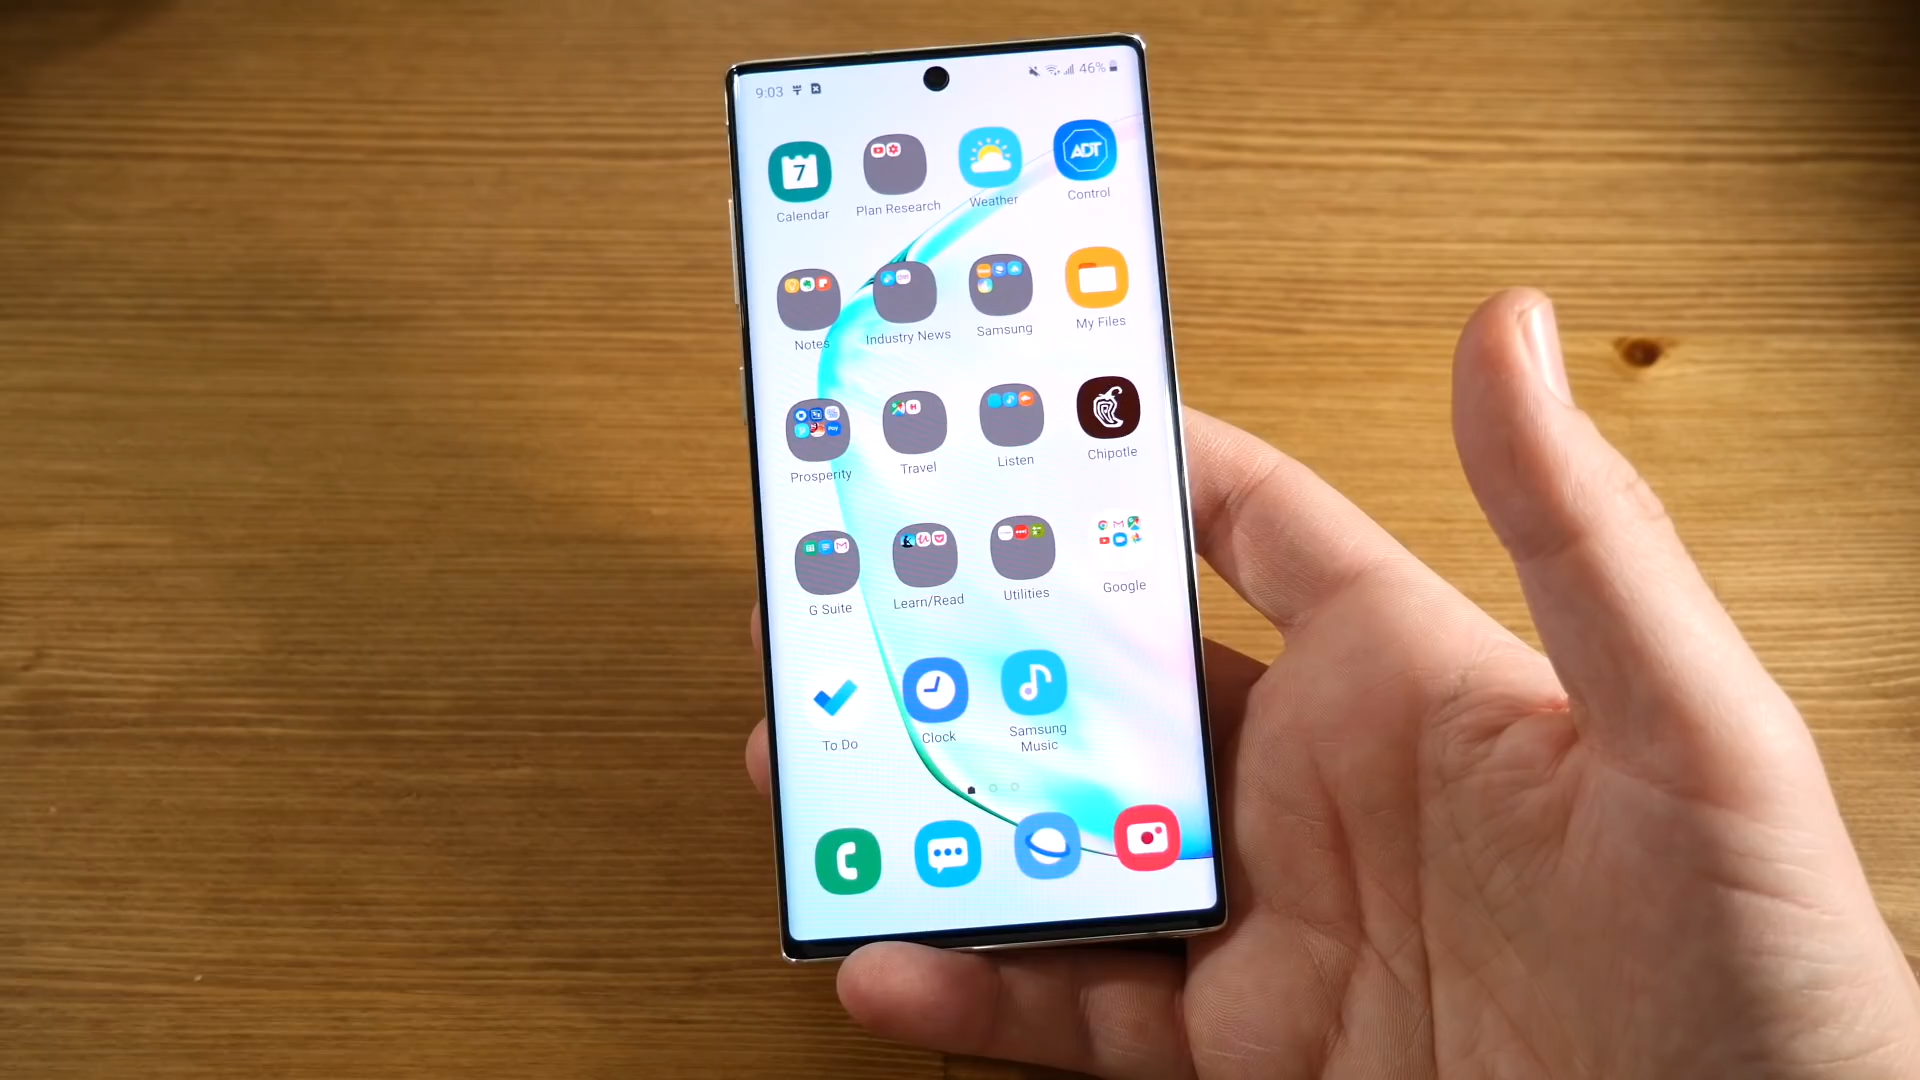 9:03
46%
7
ADT
Calendar
Plan Research
Weather
Control
Notes
Industry News
Samsung
My Files
Prosperity
Travel
Listen
Chipotle
G Suite
Learn/Read
Utilities
Google
To Do
Clock
Samsung
Music